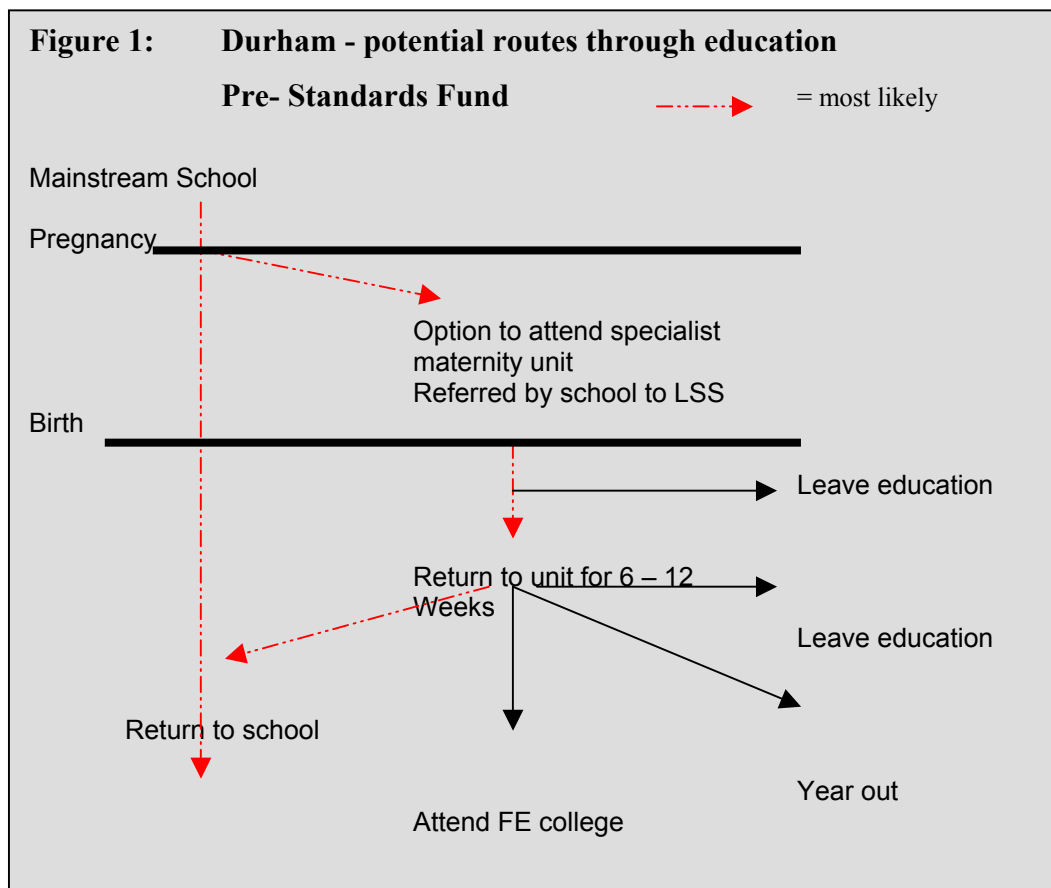 Figure 1: Durham - potential routes through education
Pre- Standards Fund
= most likely
Mainstream School
Pregnancy
Option to attend specialist
maternity unit
Referred by school to LSS
Birth
Leave education
Return to unit for 6 – 12
Weeks
Leave education
Return to school
Year out
Attend FE college